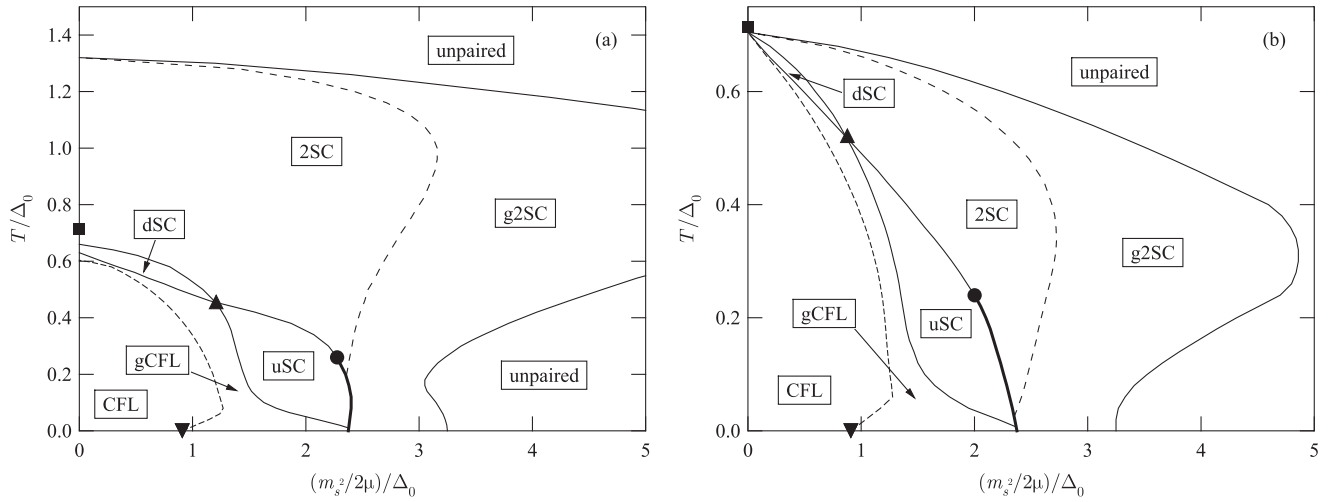 (a)
unpaired
2SC
g2SC
dSC
gCFL
uSC
CFL
unpaired
T/Δ₀
1.4
1.2
1.0
0.8
0.6
0.4
0.2
0.0
0 1 2 3 4 5
(mₛ²/2μ)/Δ₀
(b)
unpaired
dSC
2SC
g2SC
gCFL
uSC
CFL
T/Δ₀
0.6
0.4
0.2
0.0
0 1 2 3 4 5
(mₛ²/2μ)/Δ₀